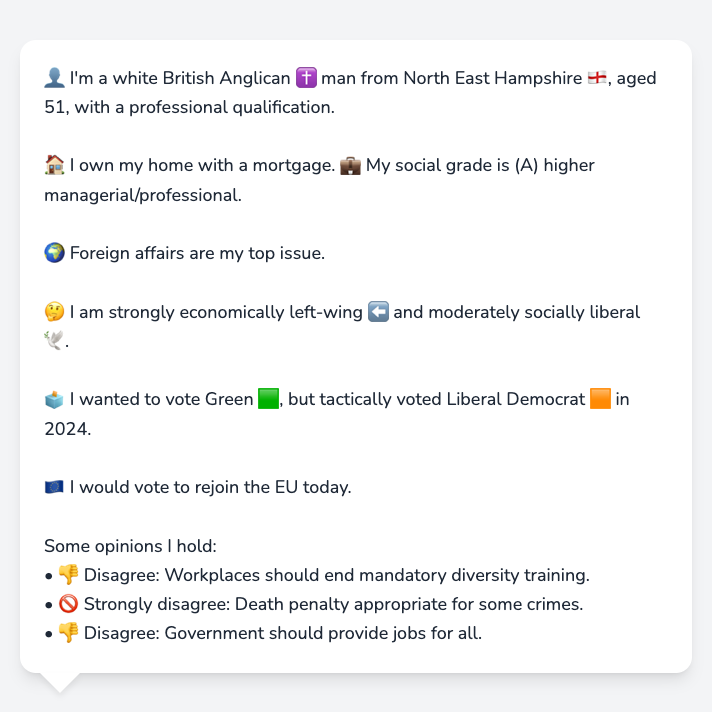 👤 I'm a white British Anglican ✝️ man from North East Hampshire 🏴󠁧󠁢󠁥󠁮󠁧󠁿, aged
51, with a professional qualification.
🏠 I own my home with a mortgage. 💼 My social grade is (A) higher
managerial/professional.
🌍 Foreign affairs are my top issue.
🤔 I am strongly economically left-wing ⬅️ and moderately socially liberal
🕊️.
🗳️ I wanted to vote Green 🟩, but tactically voted Liberal Democrat 🟧 in
2024.
🇪🇺 I would vote to rejoin the EU today.
Some opinions I hold:
• 👎 Disagree: Workplaces should end mandatory diversity training.
• 🚫 Strongly disagree: Death penalty appropriate for some crimes.
• 👎 Disagree: Government should provide jobs for all.